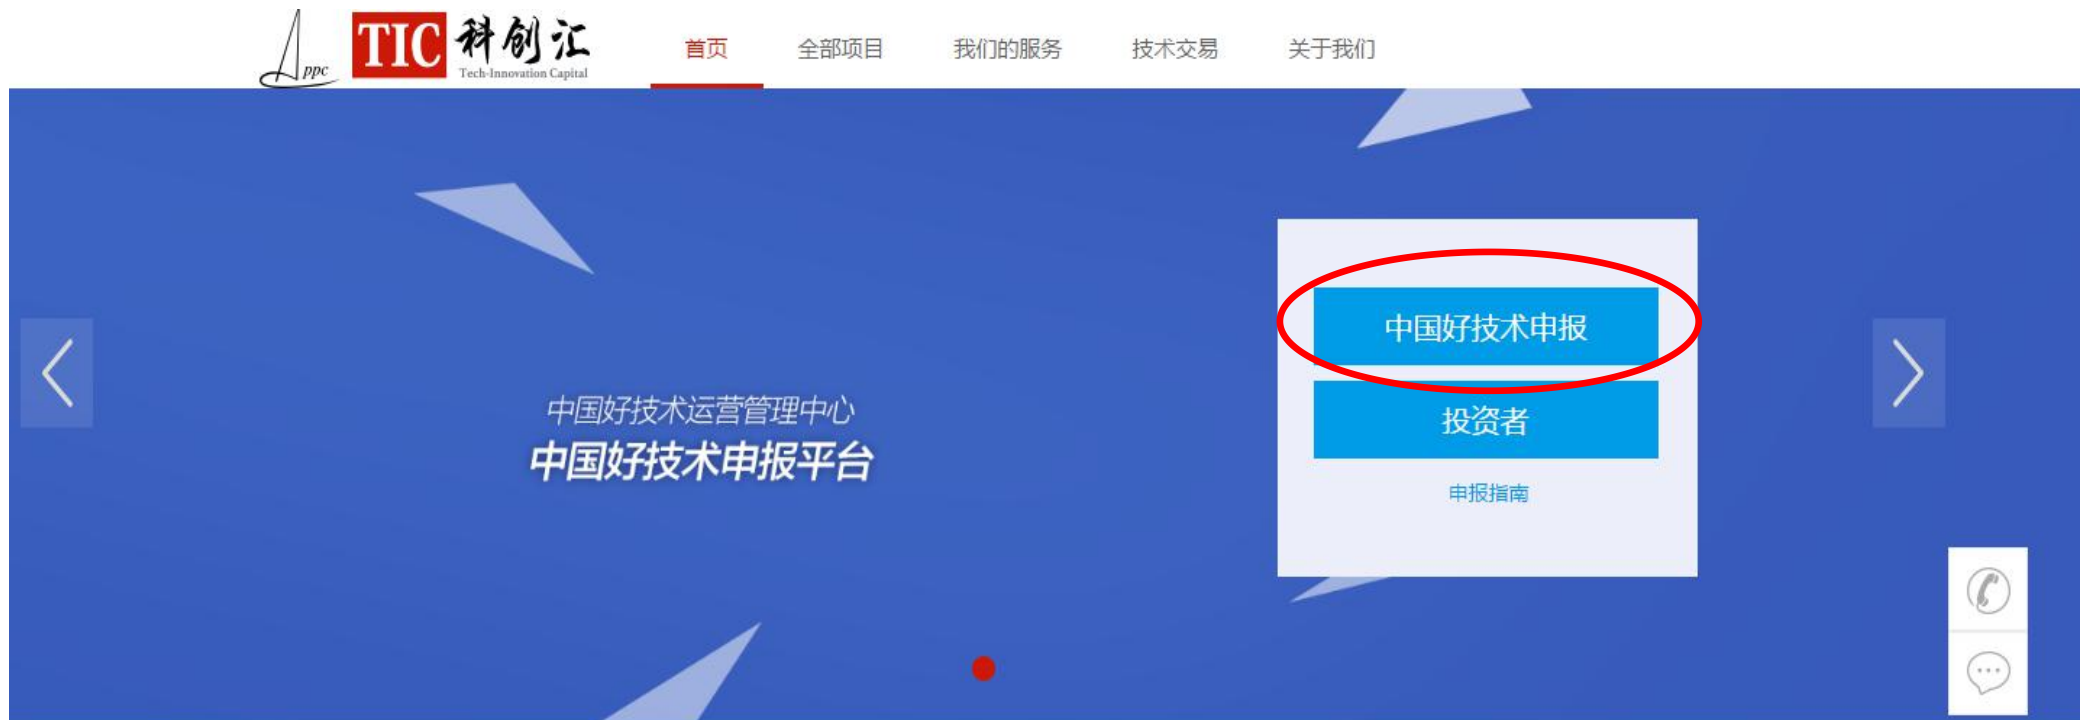 ppc
TIC 科创汇
Tech-Innovation Capital
首页 全部项目 我们的服务 技术交易 关于我们
中国好技术运营管理中心
中国好技术申报平台
中国好技术申报
投资者
申报指南